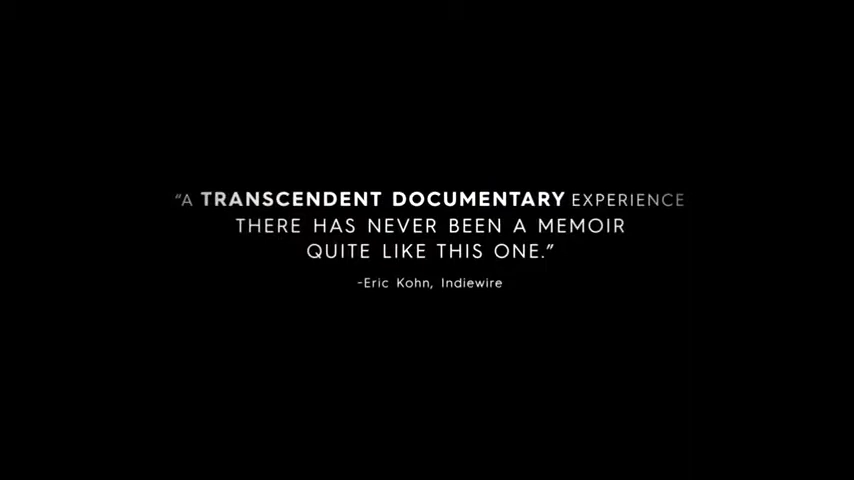 “A TRANSCENDENT DOCUMENTARY EXPERIENCE
THERE HAS NEVER BEEN A MEMOIR
QUITE LIKE THIS ONE.”
-Eric Kohn, Indiewire